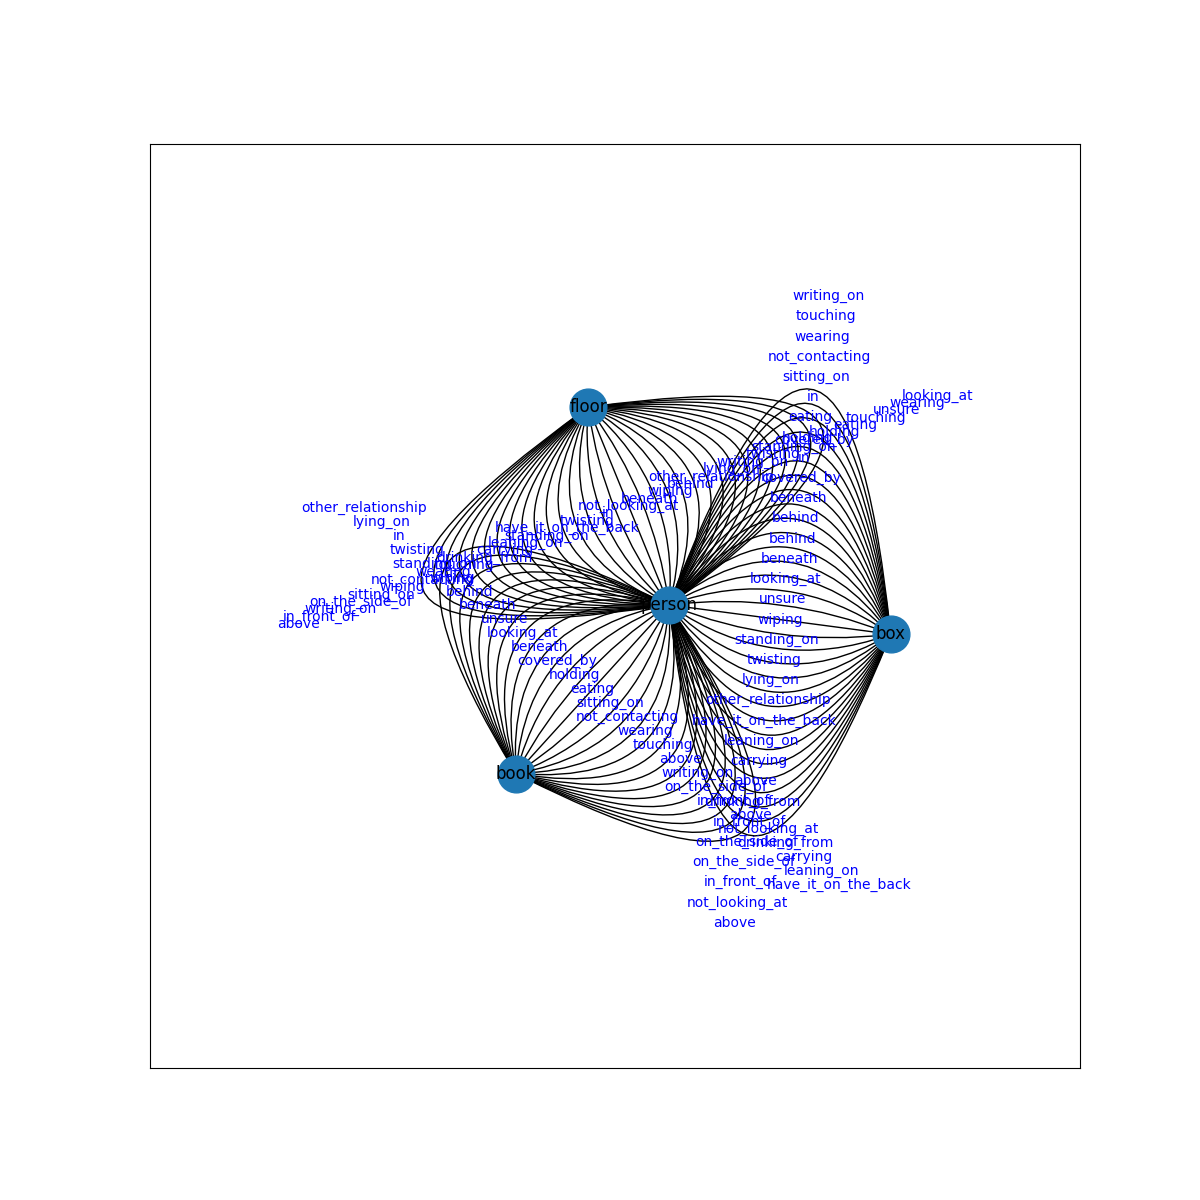 writing_on
touching
wearing
not_contacting
sitting_on
in
looking_at
wearing
unsure
touching
eating
eating
floor
holding
covered_by
standing_on
twisting
in
writing_on
lying_on
other_relationship
covered_by
behind
wiping
beneath
beneath
not_looking_at
in
behind
twisting
have_it_on_the_back
standing_on
leaning_on
behind
carrying
drinking_from
beneath
other_relationship
lying_on
in
twisting
standing_on
wearing
not_contacting
wiping
sitting_on
on_the_side_of
writing_on
in_front_of
above
behind
beneath
unsure
looking_at
beneath
covered_by
holding
eating
sitting_on
not_contacting
wearing
touching
above
writing_on
on_the_side_of
person
box
book
looking_at
unsure
wiping
standing_on
twisting
lying_on
other_relationship
have_it_on_the_back
leaning_on
carrying
above
drinking_from
above
in_front_of
not_looking_at
on_the_side_of
drinking_from
carrying
on_the_side_of
leaning_on
in_front_of
have_it_on_the_back
not_looking_at
above